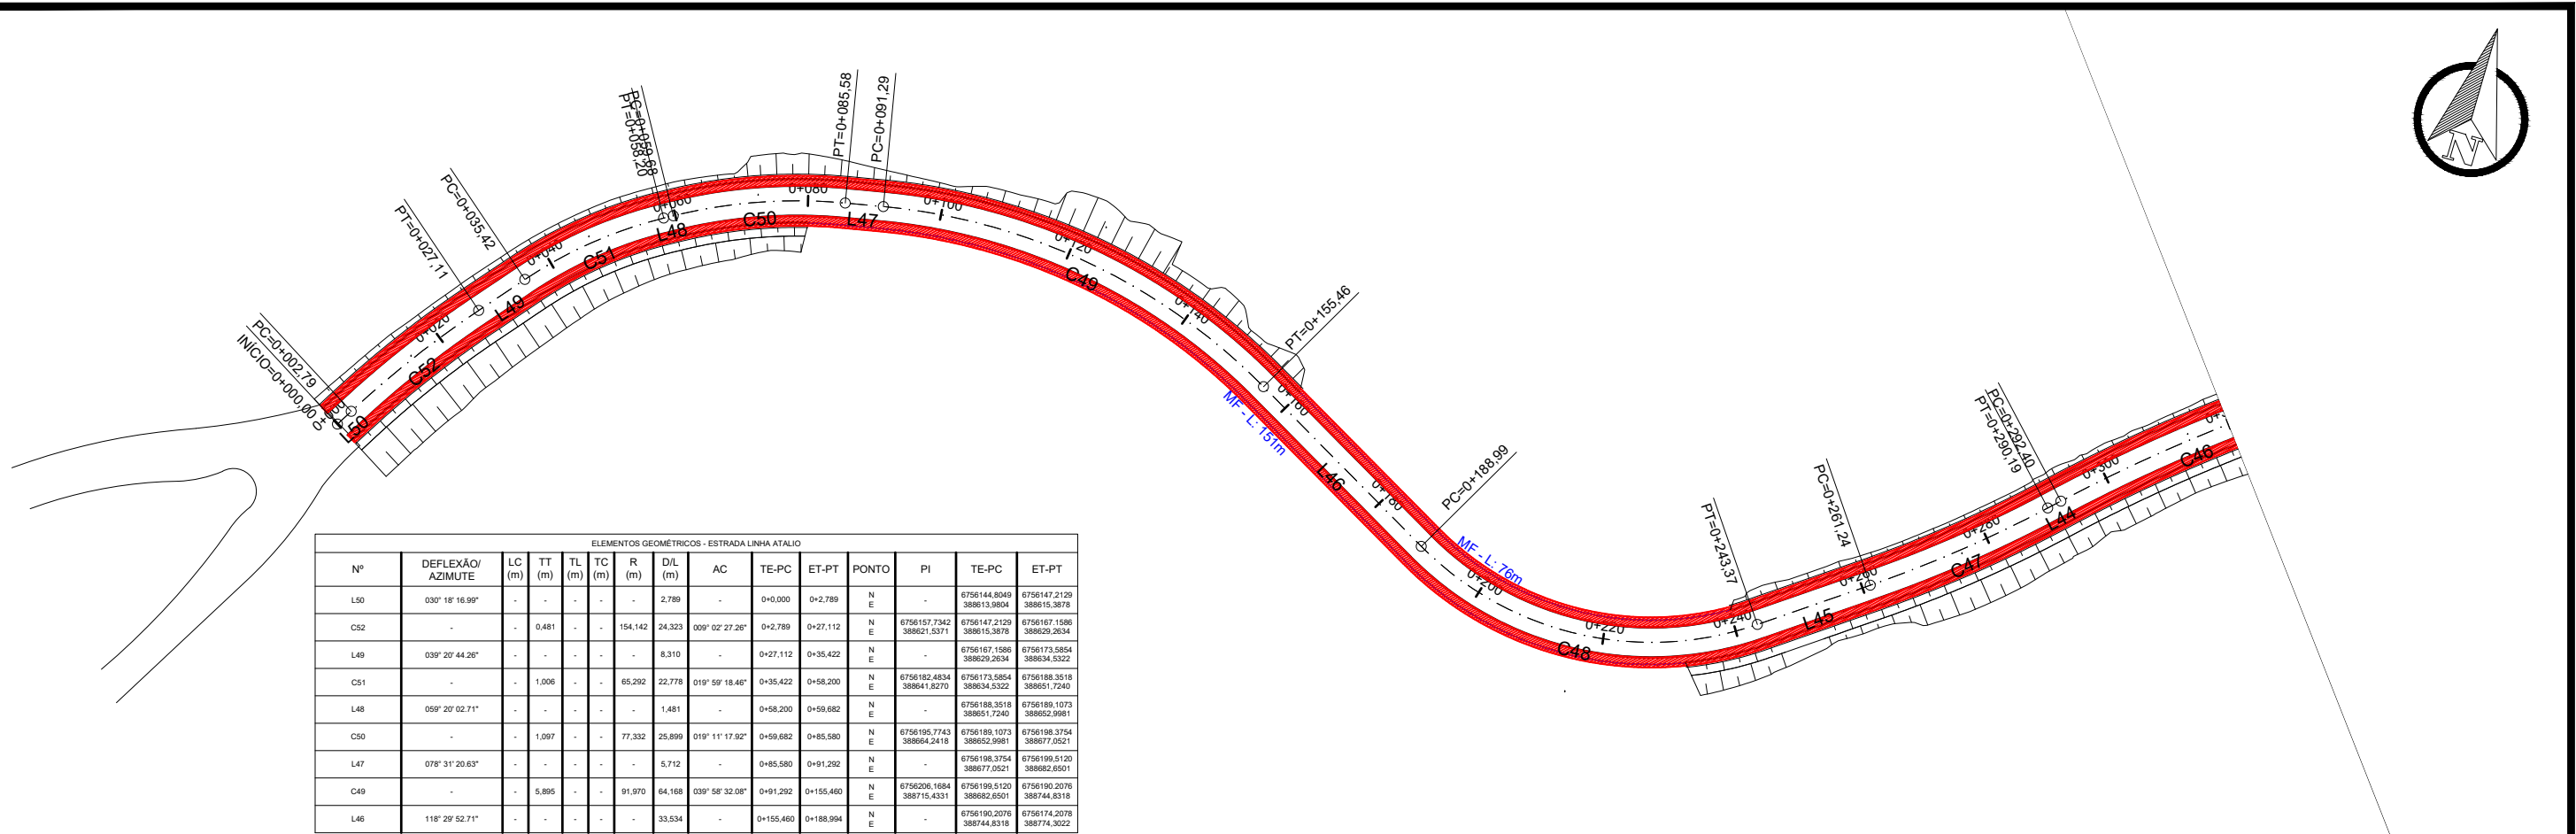 INÍCIO=0+000,00
PC=0+002,79
PT=0+027,11
PC=0+035,42
PT=0+058,20
PC=0+059,68
PT=0+085,58
PC=0+091,29
PT=0+155,46
PC=0+188,99
PT=0+243,37
PC=0+261,24
PT=0+290,19
PC=0+292,40
N
L50
C52
L49
C51
L48
C50
L47
C49
L46
C48
L45
C47
L44
C46
0+020
0+040
0+060
0+080
0+100
0+120
0+140
0+160
0+180
0+200
0+220
0+240
0+260
0+280
0+300
MF - L: 151m
MF - L: 76m
ELEMENTOS GEOMÉTRICOS - ESTRADA LINHA ATALIO
Nº DEFLEXÃO/ AZIMUTE LC (m) TT (m) TL (m) TC (m) R (m) D/L (m) AC TE-PC ET-PT PONTO PI TE-PC ET-PT
L50 030° 18' 16.99" - - - - - 2,789 - 0+0,000 0+2,789 N - 6756144,8049 6756147,2129
E 388613,9804 388615,3878
C52 - - 0,481 - - 154,142 24,323 009° 02' 27.26" 0+2,789 0+27,112 N 6756157,7342 6756147,2129 6756167.1586
E 388621,5371 388615,3878 388629,2634
L49 039° 20' 44.26" - - - - - 8,310 - 0+27,112 0+35,422 N - 6756167,1586 6756173,5854
E 388629,2634 388634,5322
C51 - - 1,006 - - 65,292 22,778 019° 59' 18.46" 0+35,422 0+58,200 N 6756182,4834 6756173,5854 6756188.3518
E 388641,8270 388634,5322 388651,7240
L48 059° 20' 02.71" - - - - - 1,481 - 0+58,200 0+59,682 N - 6756188,3518 6756189,1073
E 388651,7240 388652,9981
C50 - - 1,097 - - 77,332 25,899 019° 11' 17.92" 0+59,682 0+85,580 N 6756195,7743 6756189,1073 6756198.3754
E 388664,2418 388652,9981 388677,0521
L47 078° 31' 20.63" - - - - - 5,712 - 0+85,580 0+91,292 N - 6756198,3754 6756199,5120
E 388677,0521 388682,6501
C49 - - 5,895 - - 91,970 64,168 039° 58' 32.08" 0+91,292 0+155,460 N 6756206,1684 6756199,5120 6756190.2076
E 388715,4331 388682,6501 388744,8318
L46 118° 29' 52.71" - - - - - 33,534 - 0+155,460 0+188,994 N - 6756190,2076 6756174,2078
E 388744,8318 388774,3022